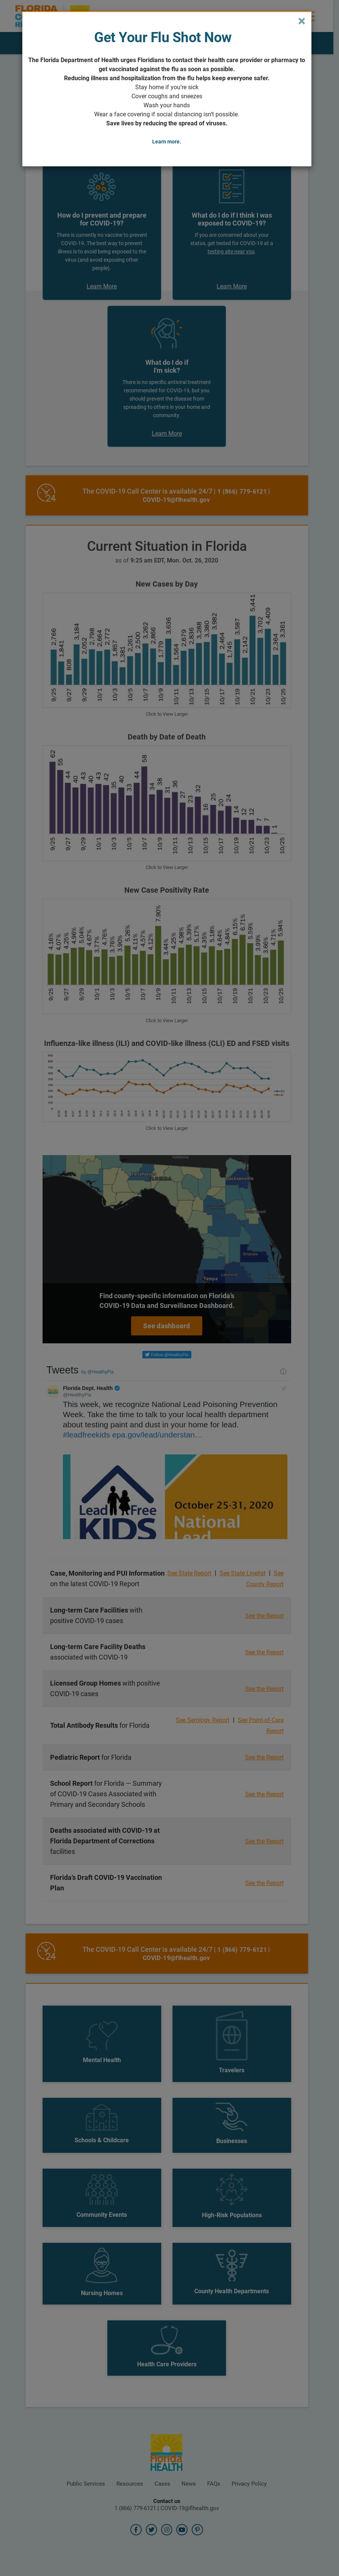 FLORIDA
×
Get Your Flu Shot Now
The Florida Department of Health urges Floridians to contact their health care provider or pharmacy to
get vaccinated against the flu as soon as possible.
Reducing illness and hospitalization from the flu helps keep everyone safer.
Stay home if you're sick
Cover coughs and sneezes
Wash your hands
Wear a face covering if social distancing isn't possible.
Save lives by reducing the spread of viruses.
Learn more.
How do I prevent and prepare
for COVID-19?
There is currently no vaccine to prevent
COVID-19. The best way to prevent
illness is to avoid being exposed to the
virus (and avoid exposing other
people).
Learn More
What do I do if I think I was
exposed to COVID-19?
If you are concerned about your
status, get tested for COVID-19 at a
testing site near you.
Learn More
What do I do if
I'm sick?
There is no specific antiviral treatment
recommended for COVID-19, but you
should prevent the disease from
spreading to others in your home and
community.
Learn More
24
The COVID-19 Call Center is available 24/7 | 1 (866) 779-6121 |
COVID-19@flhealth.gov
Current Situation in Florida
as of 9:25 am EDT, Mon. Oct. 26, 2020
New Cases by Day
2,766 1,841 808 3,184 2,052 2,798 2,664 2,772 1,857 1,381 2,261 2,500 3,262 2,866 1,779 3,636 1,564 2,679 2,836 3,288 3,380 3,982 2,464 1,745 3,587 2,142 5,441 3,702 4,409 2,364 3,361
9/25 9/27 9/29 10/1 10/3 10/5 10/7 10/9 10/11 10/13 10/15 10/17 10/19 10/21 10/23 10/25
Click to View Larger
Death by Date of Death
62 55 44 40 43 40 43 42 35 40 33 44 58 34 38 31 36 27 23 32 16 25 20 24 14 12 12 7 7 1
9/25 9/27 9/29 10/1 10/3 10/5 10/7 10/9 10/11 10/13 10/15 10/17 10/19 10/21 10/23 10/25
Click to View Larger
New Case Positivity Rate
4.16% 4.07% 4.25% 4.96% 5.04% 4.67% 3.77% 4.76% 3.76% 3.90% 5.26% 4.11% 4.57% 4.12% 7.90% 3.44% 4.25% 4.98% 5.39% 5.17% 4.35% 5.18% 4.64% 4.84% 6.15% 6.71% 5.59% 3.99% 3.66% 4.71% 5.94%
9/25 9/27 9/29 10/1 10/3 10/5 10/7 10/9 10/11 10/13 10/15 10/17 10/19 10/21 10/23 10/25
Click to View Larger
Influenza-like illness (ILI) and COVID-like illness (CLI) ED and FSED visits
Click to View Larger
Jacksonville
Orlando
Tampa
Find county-specific information on Florida's
COVID-19 Data and Surveillance Dashboard.
See dashboard
Follow @HealthyFla
Tweets by @HealthyFla
Florida Dept. Health
@HealthyFla
This week, we recognize National Lead Poisoning Prevention
Week. Take the time to talk to your local health department
about testing paint and dust in your home for lead.
#leadfreekids epa.gov/lead/understan…
Lead Free
KIDS
October 25-31, 2020
National
Lead
Case, Monitoring and PUI Information
on the latest COVID-19 Report
See State Report | See State Linelist | See
County Report
Long-term Care Facilities with
positive COVID-19 cases
See the Report
Long-term Care Facility Deaths
associated with COVID-19
See the Report
Licensed Group Homes with positive
COVID-19 cases
See the Report
Total Antibody Results for Florida
See Serology Report | See Point-of-Care
Report
Pediatric Report for Florida
See the Report
School Report for Florida — Summary
of COVID-19 Cases Associated with
Primary and Secondary Schools
See the Report
Deaths associated with COVID-19 at
Florida Department of Corrections
facilities
See the Report
Florida's Draft COVID-19 Vaccination
Plan
See the Report
24
The COVID-19 Call Center is available 24/7 | 1 (866) 779-6121 |
COVID-19@flhealth.gov
Mental Health
Travelers
Schools & Childcare
Businesses
Community Events
High-Risk Populations
Nursing Homes
County Health Departments
Health Care Providers
Florida
HEALTH
Public Services Resources Cases News FAQs Privacy Policy
Contact us
1 (866) 779-6121 | COVID-19@flhealth.gov